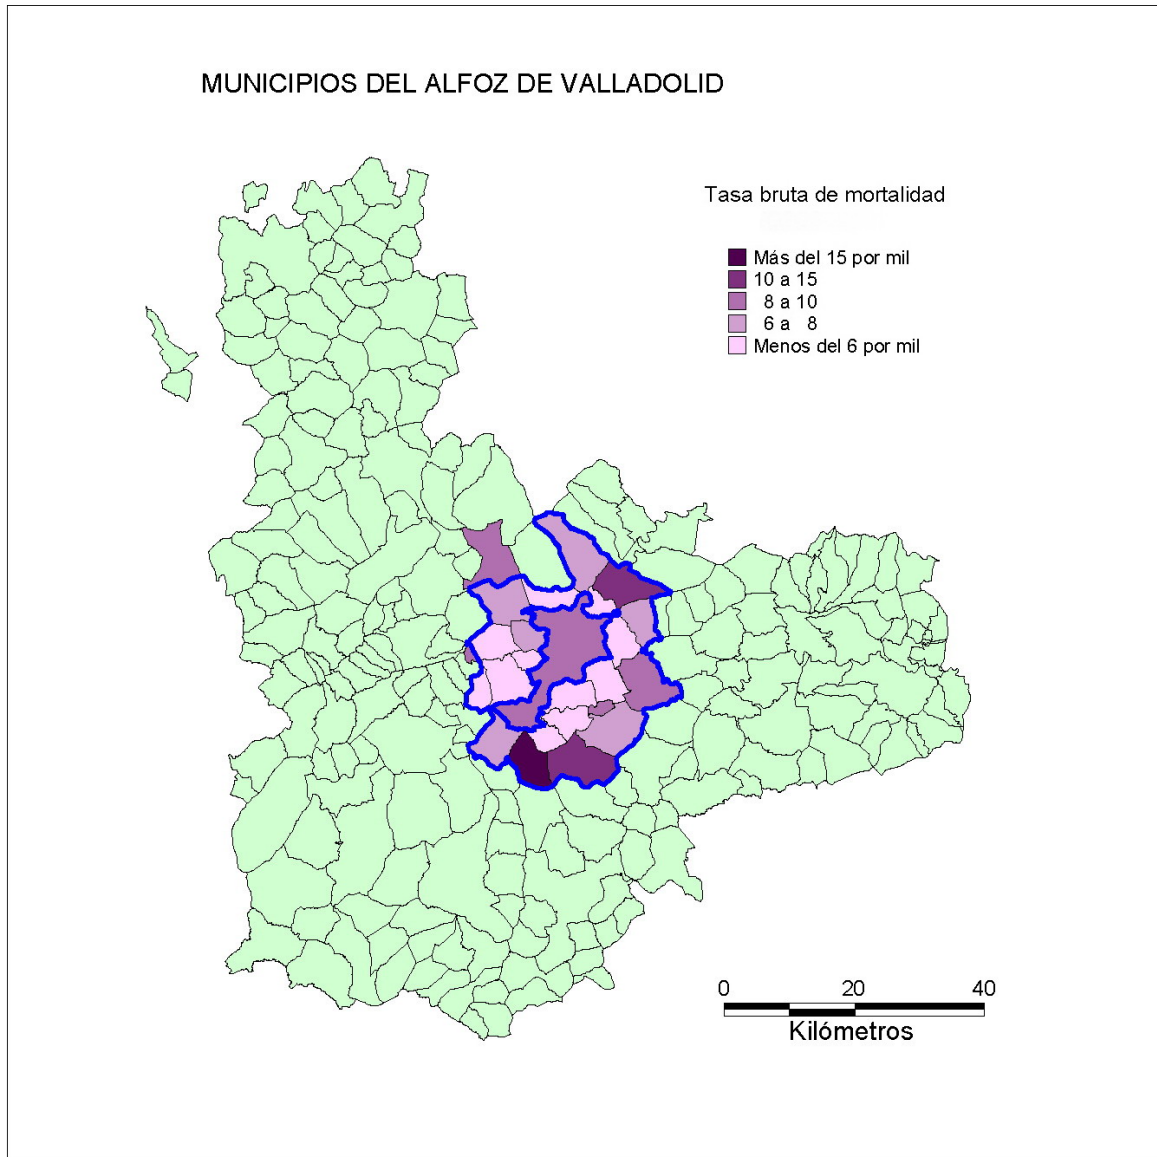 MUNICIPIOS DEL ALFOZ DE VALLADOLID
Tasa bruta de mortalidad
Más del 15 por mil
10 a 15
8 a 10
6 a 8
Menos del 6 por mil
0 20 40
Kilómetros